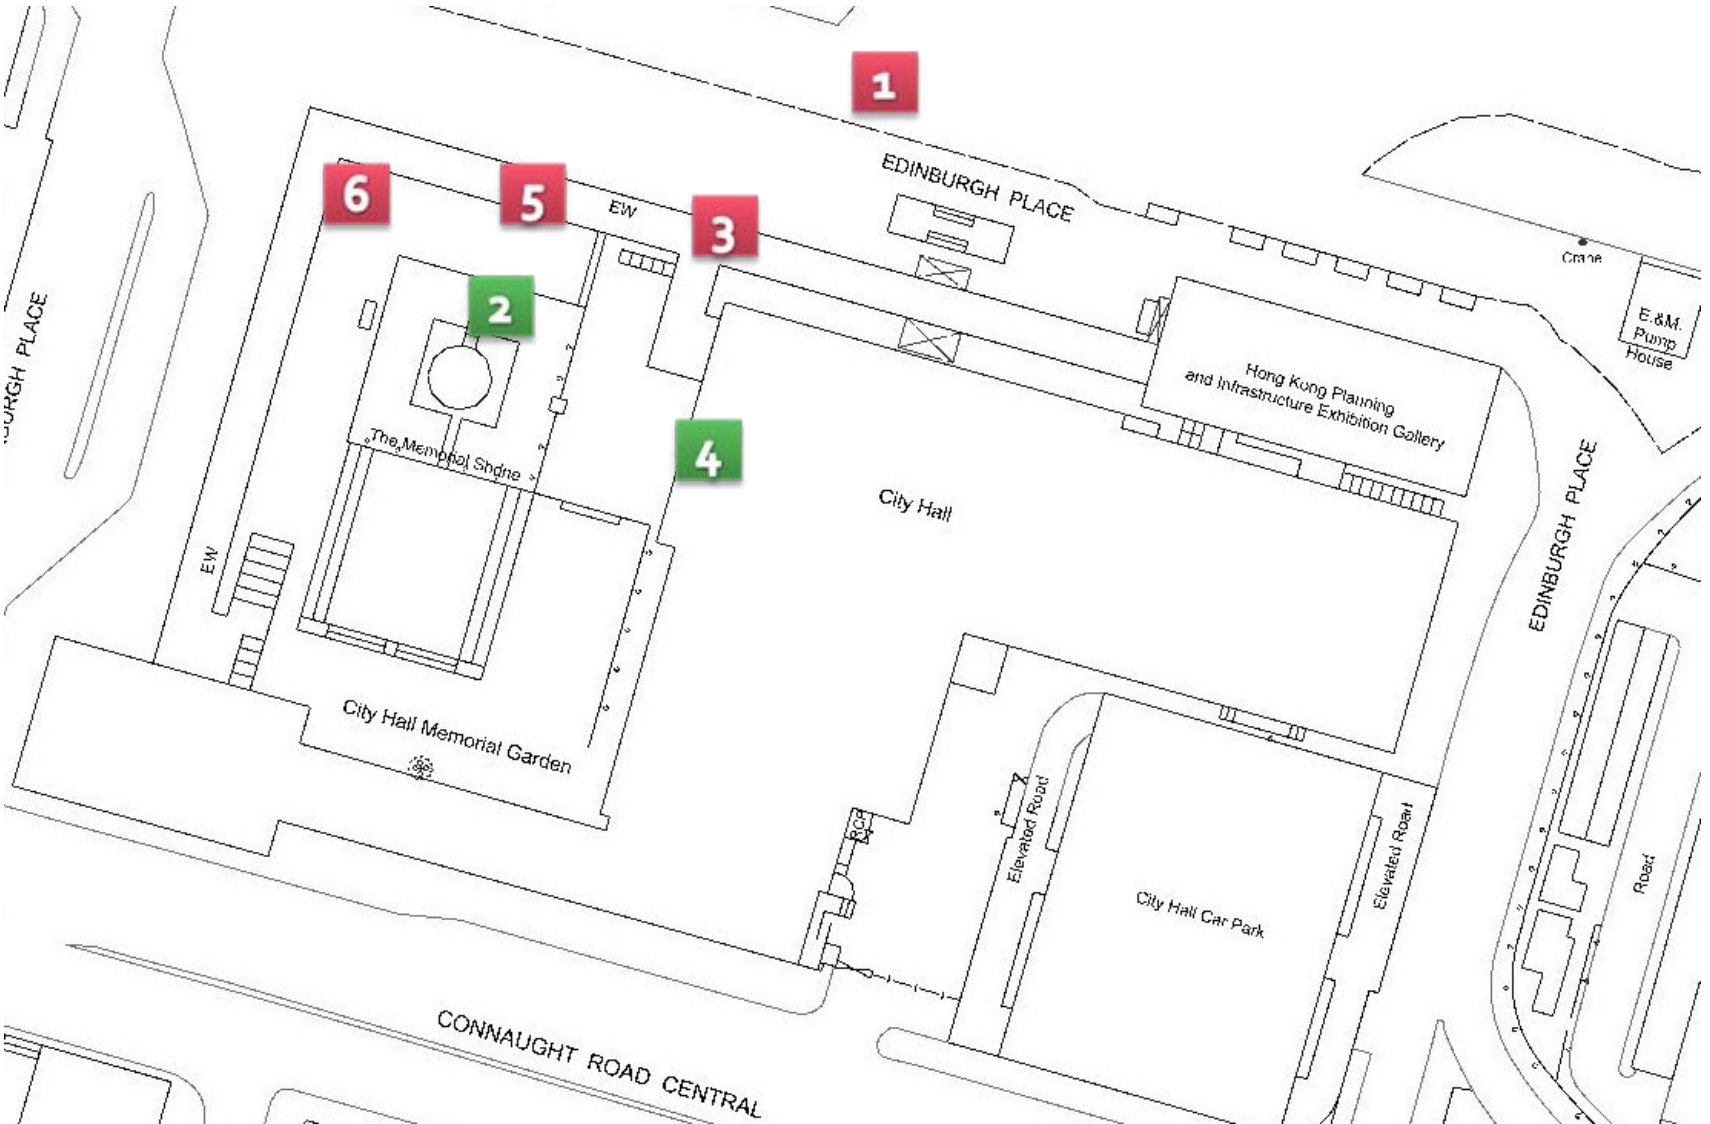 1
EDINBURGH PLACE
6
5
EW
3
2
Crane
E.&M.
Pump
House
Hong Kong Planning
and Infrastructure Exhibition Gallery
The Memorial Shrine
4
City Hall
EDINBURGH PLACE
BURGH PLACE
EW
City Hall Memorial Garden
RCP
Elevated Road
Elevated Road
City Hall Car Park
Road
CONNAUGHT ROAD CENTRAL